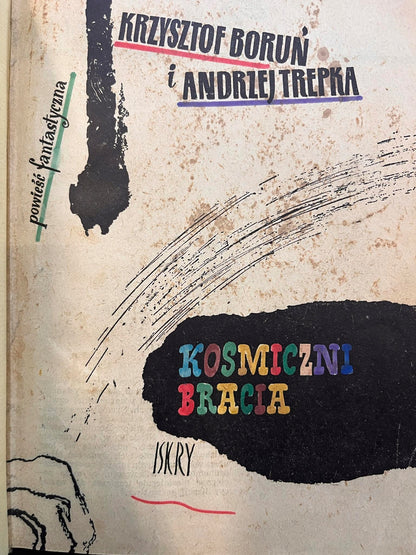 KRZYSZTOF BORUŃ
i ANDRZEJ TREPKA
powieść fantastyczna
KOSMICZNI
BRACIA
ISKRY